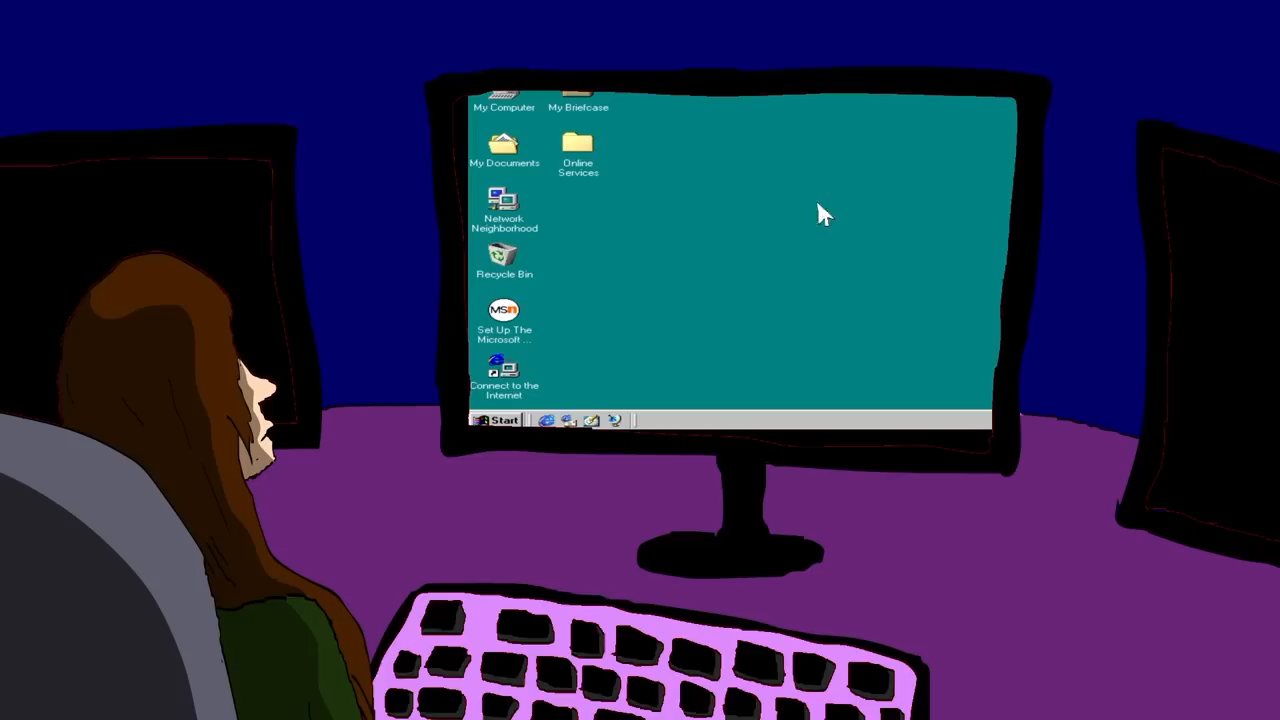 My Computer
My Briefcase
My Documents
Online
Services
Network
Neighborhood
Recycle Bin
MSn
Set Up The
Microsoft ...
Connect to the
Internet
Start